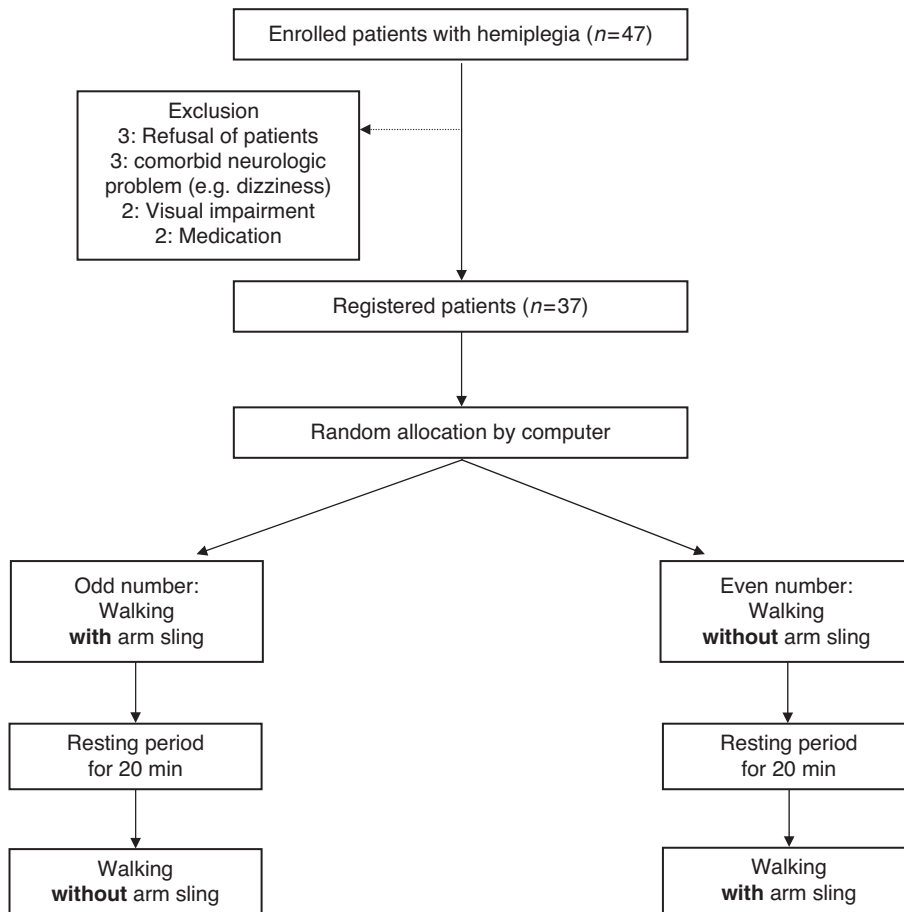 Enrolled patients with hemiplegia (n=47)
Exclusion
3: Refusal of patients
3: comorbid neurologic
problem (e.g. dizziness)
2: Visual impairment
2: Medication
Registered patients (n=37)
Random allocation by computer
Odd number:
Walking
with arm sling
Even number:
Walking
without arm sling
Resting period
for 20 min
Resting period
for 20 min
Walking
without arm sling
Walking
with arm sling